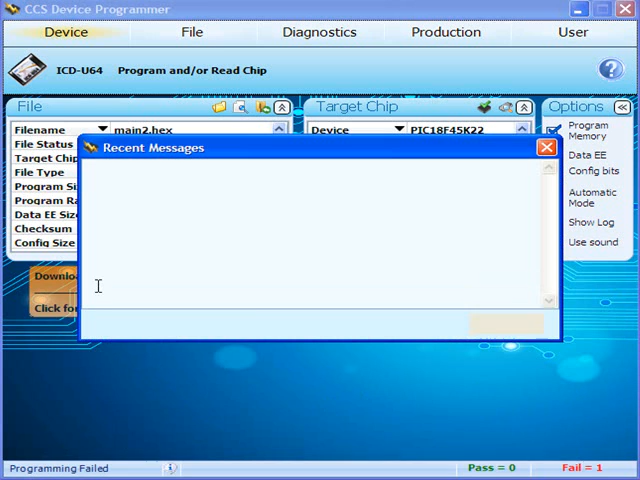 CCS Device Programmer
Device File Diagnostics Production User
ICD-U64 Program and/or Read Chip
File
Filename main2.hex
File Status
Target Chip
File Type
Program Si
Program Ra
Data EE Size
Checksum
Config Size
Target Chip
Device PIC18F45K22
Options
Program
Memory
Data EE
Config bits
Automatic
Mode
Show Log
Use sound
Recent Messages
Downloa
Click for
Programming Failed Pass = 0 Fail = 1